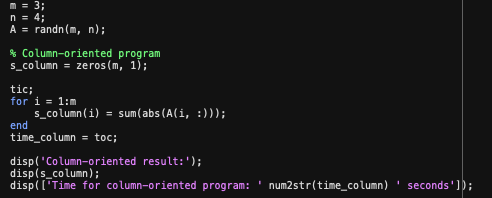 m = 3;
n = 4;
A = randn(m, n);
% Column-oriented program
s_column = zeros(m, 1);
tic;
for i = 1:m
s_column(i) = sum(abs(A(i, :)));
end
time_column = toc;
disp('Column-oriented result:');
disp(s_column);
disp(['Time for column-oriented program: ' num2str(time_column) ' seconds']);